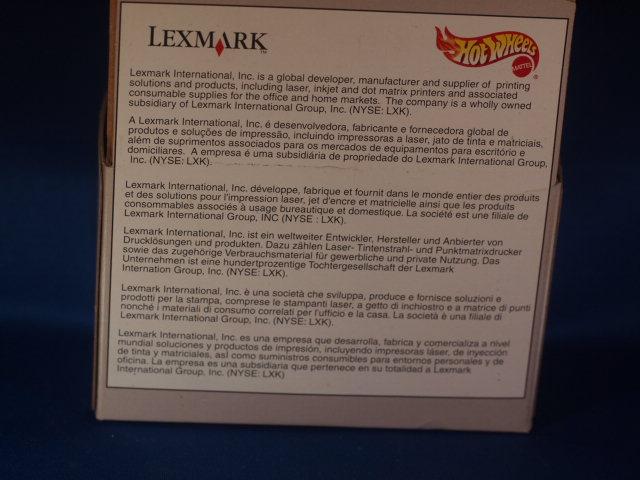 LEXMARK™
HOT WHEELS
MATTEL ®
Lexmark International, Inc. is a global developer, manufacturer and supplier of printing
solutions and products, including laser, inkjet and dot matrix printers and associated
consumable supplies for the office and home markets. The company is a wholly owned
subsidiary of Lexmark International Group, Inc. (NYSE: LXK).
A Lexmark International, Inc. é desenvolvedora, fabricante e fornecedora global de
produtos e soluções de impressão, incluindo impressoras a laser, jato de tinta e matriciais,
além de suprimentos associados para os mercados de equipamentos para escritório e
domiciliares. A empresa é uma subsidiária de propriedade do Lexmark International Group,
Inc. (NYSE: LXK).
Lexmark International, Inc. développe, fabrique et fournit dans le monde entier des produits
et des solutions pour l'impression laser, jet d'encre et matricielle ainsi que les produits
consommables associés à usage bureautique et domestique. La société est une filiale de
Lexmark International Group, INC (NYSE : LXK).
Lexmark International, Inc. ist ein weltweiter Entwickler, Hersteller und Anbierter von
Drucklösungen und produkten. Dazu zählen Laser- Tintenstrahl- und Punktmatrixdrucker
sowie das zugehörige Verbrauchsmaterial für gewerbliche und private Nutzung. Das
Unternehmen ist eine hundertprozentige Tochtergesellschaft der Lexmark
Internation Group, Inc. (NYSE: LXK).
Lexmark International, Inc. è una società che sviluppa, produce e fornisce soluzioni e
prodotti per la stampa, comprese le stampanti laser, a getto di inchiostro e a matrice di punti
nonché i materiali di consumo correlati per l'ufficio e la casa. La società è una filiale di
Lexmark International Group, Inc. (NYSE: LXK).
Lexmark International, Inc. es una empresa que desarrolla, fabrica y comercializa a nivel
mundial soluciones y productos de impresión, incluyendo impresoras láser, de inyección
de tinta y matriciales, así como suministros consumibles para entornos personales y de
oficina. La empresa es una subsidiaria que pertenece en su totalidad a Lexmark
International Group, Inc. (NYSE: LXK)